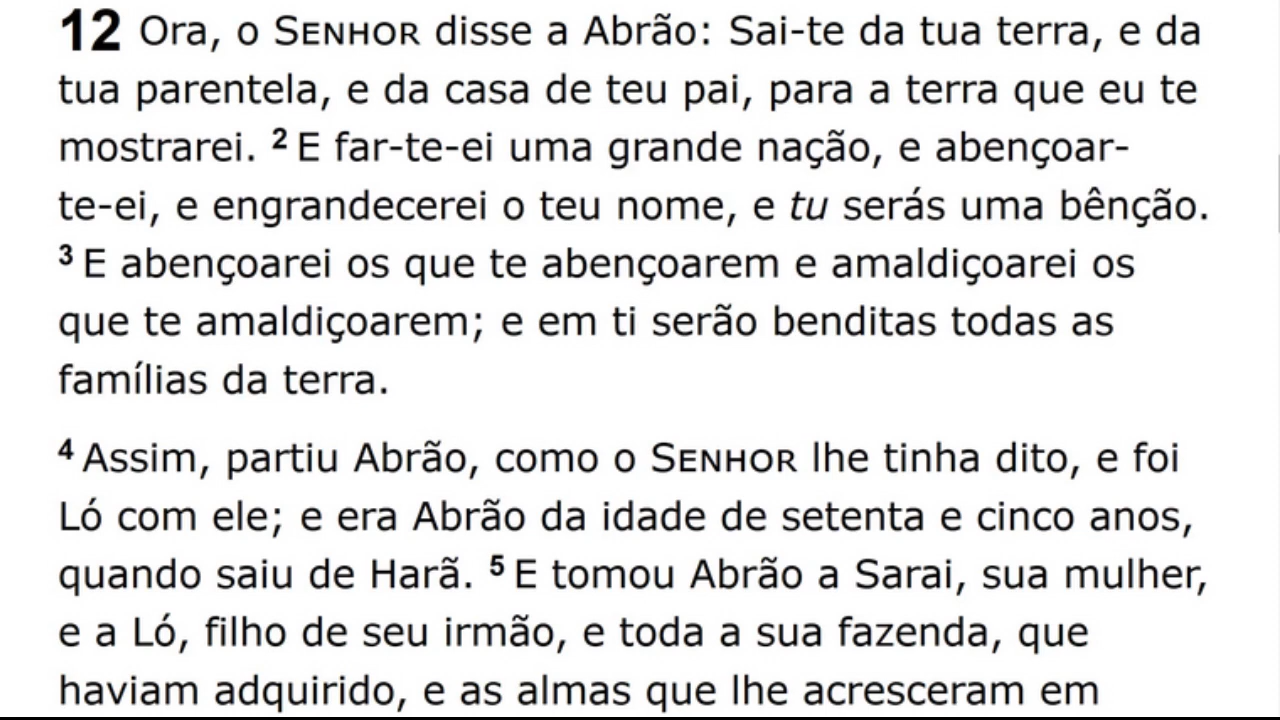 12 Ora, o SENHOR disse a Abrão: Sai-te da tua terra, e da
tua parentela, e da casa de teu pai, para a terra que eu te
mostrarei. 2 E far-te-ei uma grande nação, e abençoar-
te-ei, e engrandecerei o teu nome, e tu serás uma bênção.
3 E abençoarei os que te abençoarem e amaldiçoarei os
que te amaldiçoarem; e em ti serão benditas todas as
famílias da terra.
4 Assim, partiu Abrão, como o SENHOR lhe tinha dito, e foi
Ló com ele; e era Abrão da idade de setenta e cinco anos,
quando saiu de Harã. 5 E tomou Abrão a Sarai, sua mulher,
e a Ló, filho de seu irmão, e toda a sua fazenda, que
haviam adquirido, e as almas que lhe acresceram em